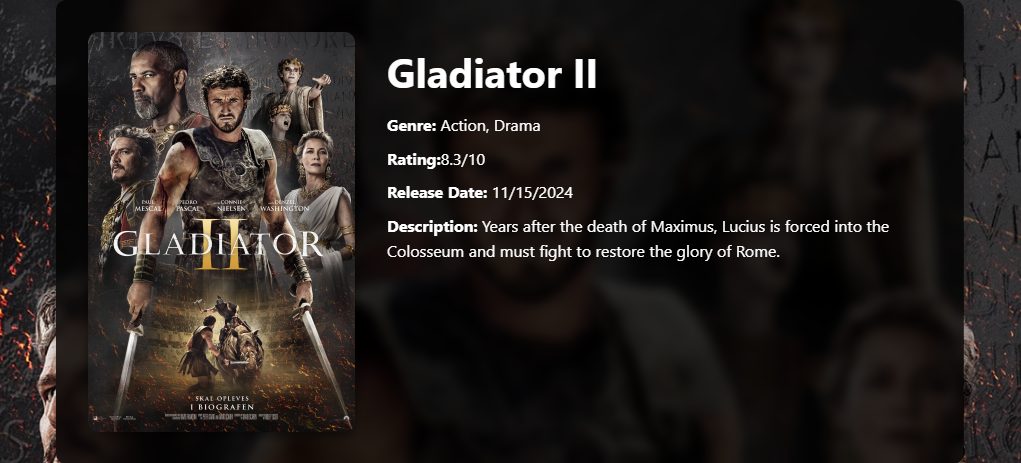 PAUL MESCAL
PEDRO PASCAL
CONNIE NIELSEN
DENZEL WASHINGTON
GLADIATOR
II
SKAL OPLEVES
I BIOGRAFEN
Gladiator II
Genre: Action, Drama
Rating:8.3/10
Release Date: 11/15/2024
Description: Years after the death of Maximus, Lucius is forced into the
Colosseum and must fight to restore the glory of Rome.